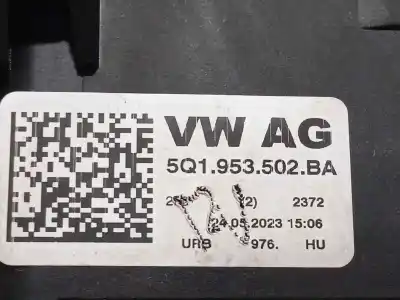 VW AG
5Q1.953.502.BA
2372
24.05.2023 15:06
URB 976. HU